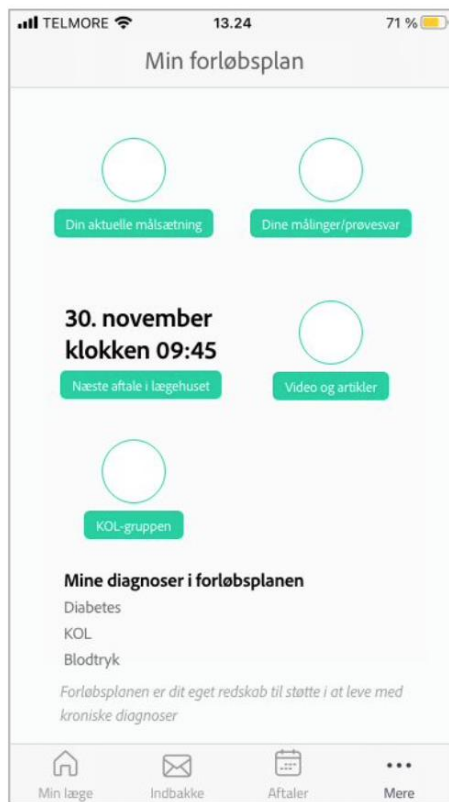 TELMORE 13.24 71 %
Min forløbsplan
Din aktuelle målsætning Dine målinger/prøvesvar
30. november
klokken 09:45
Næste aftale i lægehuset Video og artikler
KOL-gruppen
Mine diagnoser i forløbsplanen
Diabetes
KOL
Blodtryk
Forløbsplanen er dit eget redskab til støtte i at leve med
kroniske diagnoser
Min læge Indbakke Aftaler Mere